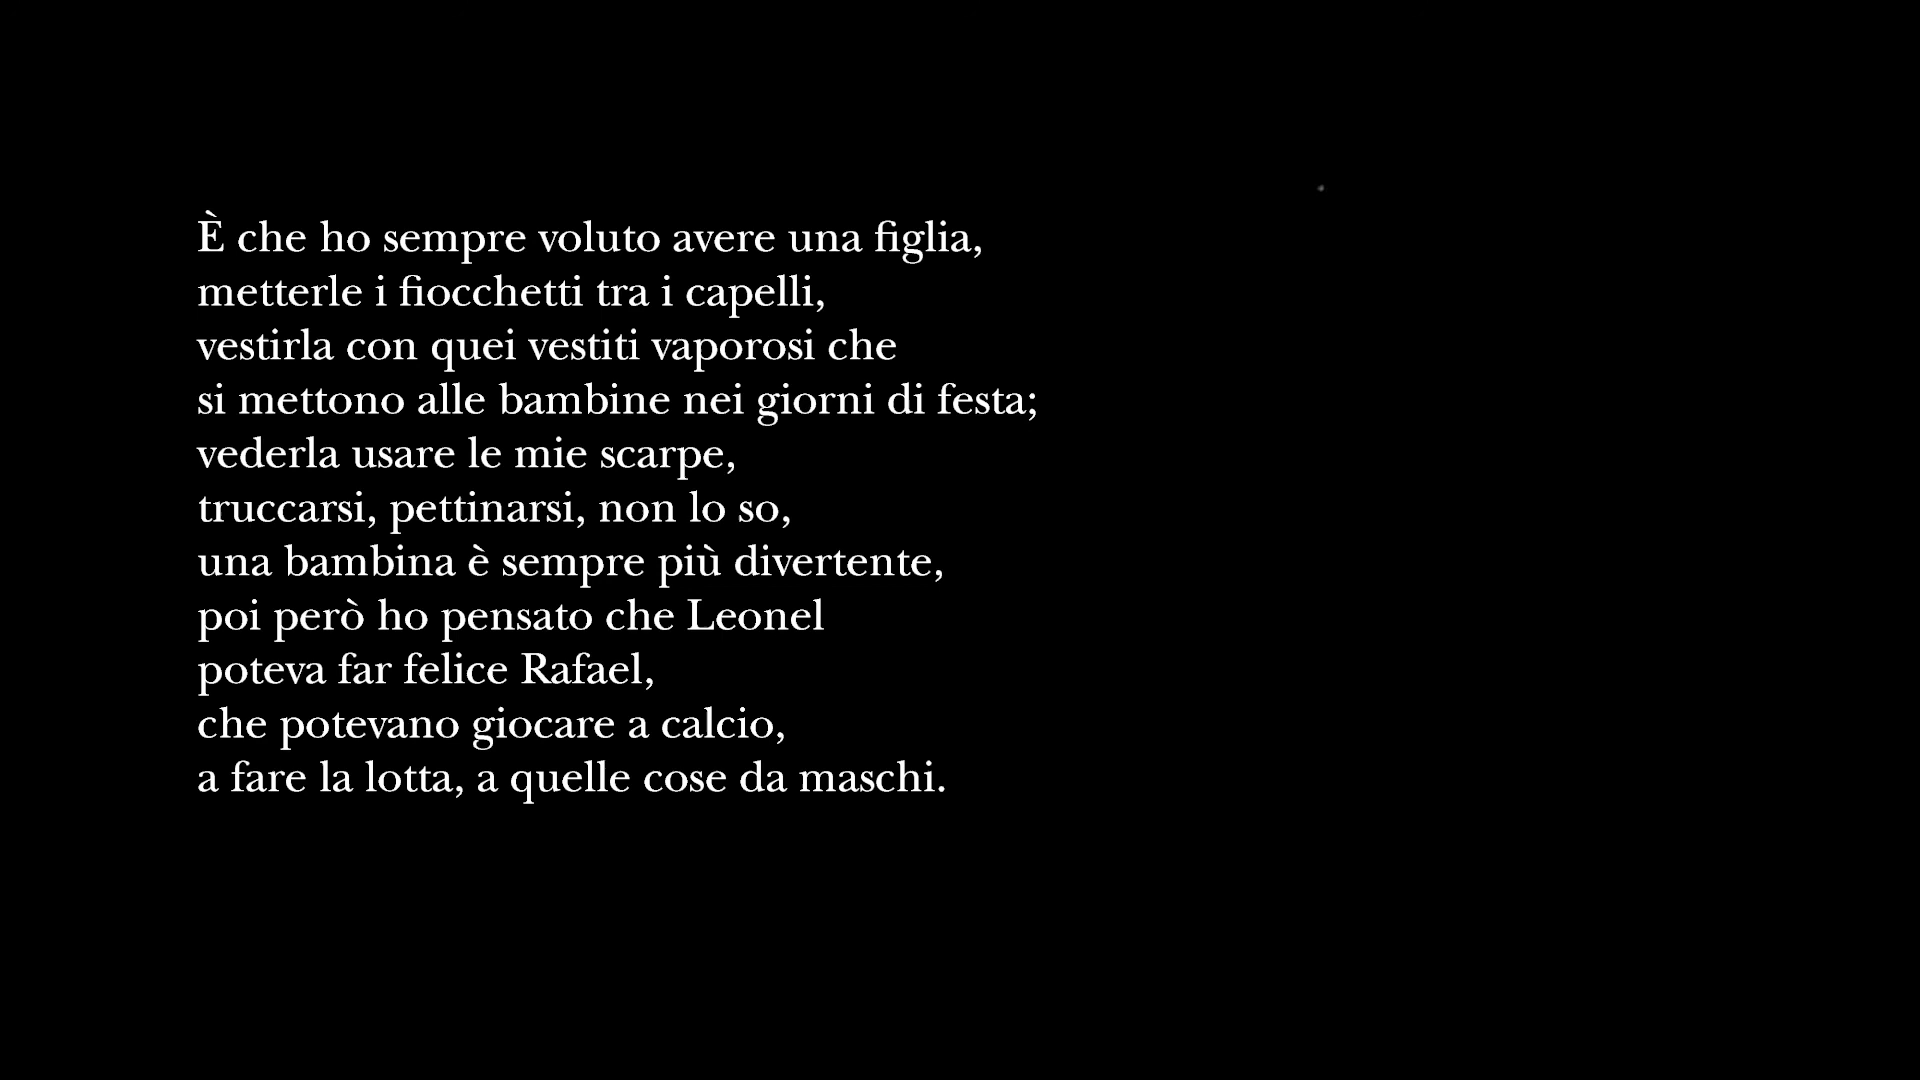 È che ho sempre voluto avere una figlia,
metterle i fiocchetti tra i capelli,
vestirla con quei vestiti vaporosi che
si mettono alle bambine nei giorni di festa;
vederla usare le mie scarpe,
truccarsi, pettinarsi, non lo so,
una bambina è sempre più divertente,
poi però ho pensato che Leonel
poteva far felice Rafael,
che potevano giocare a calcio,
a fare la lotta, a quelle cose da maschi.